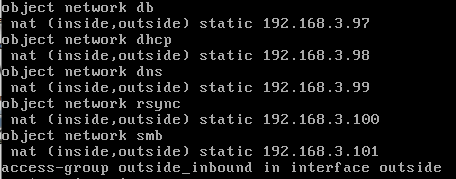 object network db
 nat (inside,outside) static 192.168.3.97
object network dhcp
 nat (inside,outside) static 192.168.3.98
object network dns
 nat (inside,outside) static 192.168.3.99
object network rsync
 nat (inside,outside) static 192.168.3.100
object network smb
 nat (inside,outside) static 192.168.3.101
access-group outside_inbound in interface outside